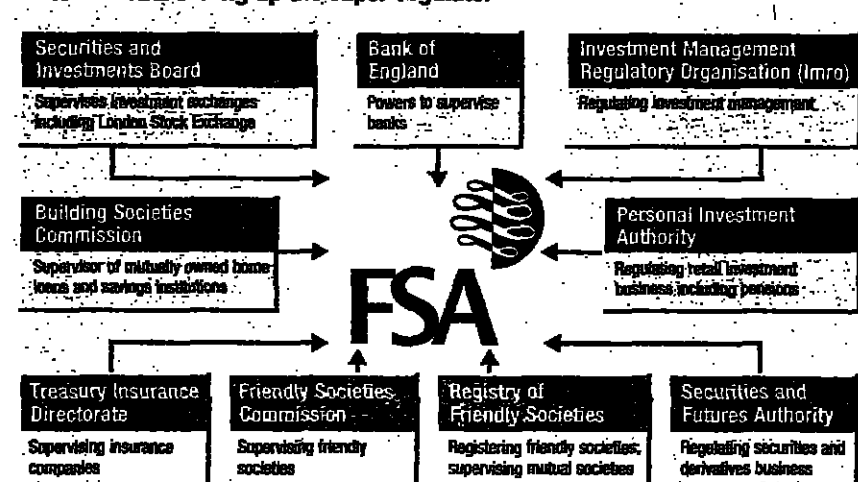 up the super-regulator
Securities and
Investments Board
Supervises investment exchanges
including London Stock Exchange
Bank of
England
Powers to supervise
banks
Investment Management
Regulatory Organisation (Imro)
Regulating investment management
Building Societies
Commission
Supervisor of mutually owned home
loans and savings institutions
FSA
Personal Investment
Authority
Regulating retail investment
business including pensions
Treasury Insurance
Directorate
Supervising insurance
companies
Friendly Societies
Commission
Supervising friendly
societies
Registry of
Friendly Societies
Registering friendly societies;
supervising mutual societies
Securities and
Futures Authority
Regulating securities and
derivatives business